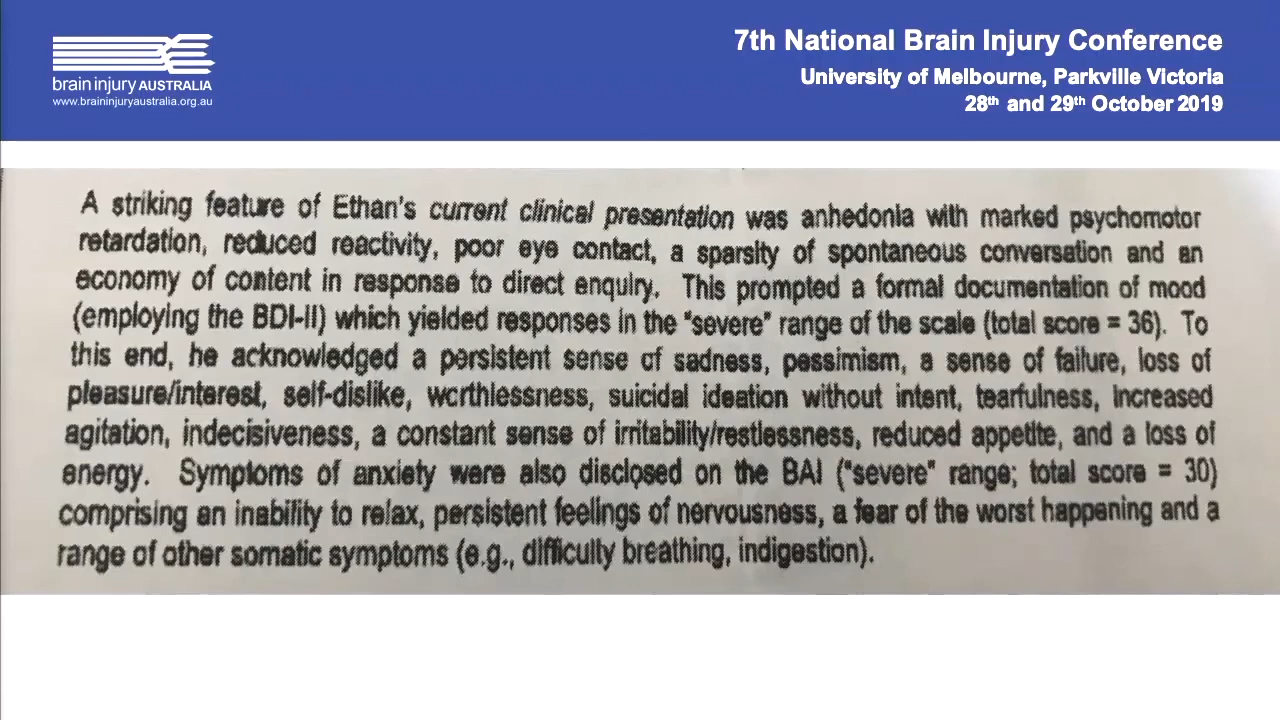 brain injury AUSTRALIA
www.braininjuryaustralia.org.au
7th National Brain Injury Conference
University of Melbourne, Parkville Victoria
28th and 29th October 2019
A striking feature of Ethan's current clinical presentation was anhedonia with marked psychomotor
retardation, reduced reactivity, poor eye contact, a sparsity of spontaneous conversation and an
economy of content in response to direct enquiry. This prompted a formal documentation of mood
(employing the BDI-II) which yielded responses in the "severe" range of the scale (total score = 36). To
this end, he acknowledged a persistent sense of sadness, pessimism, a sense of failure, loss of
pleasure/interest, self-dislike, worthlessness, suicidal ideation without intent, tearfulness, increased
agitation, indecisiveness, a constant sense of irritability/restlessness, reduced appetite, and a loss of
energy. Symptoms of anxiety were also disclosed on the BAI ("severe" range; total score = 30)
comprising an inability to relax, persistent feelings of nervousness, a fear of the worst happening and a
range of other somatic symptoms (e.g., difficulty breathing, indigestion).